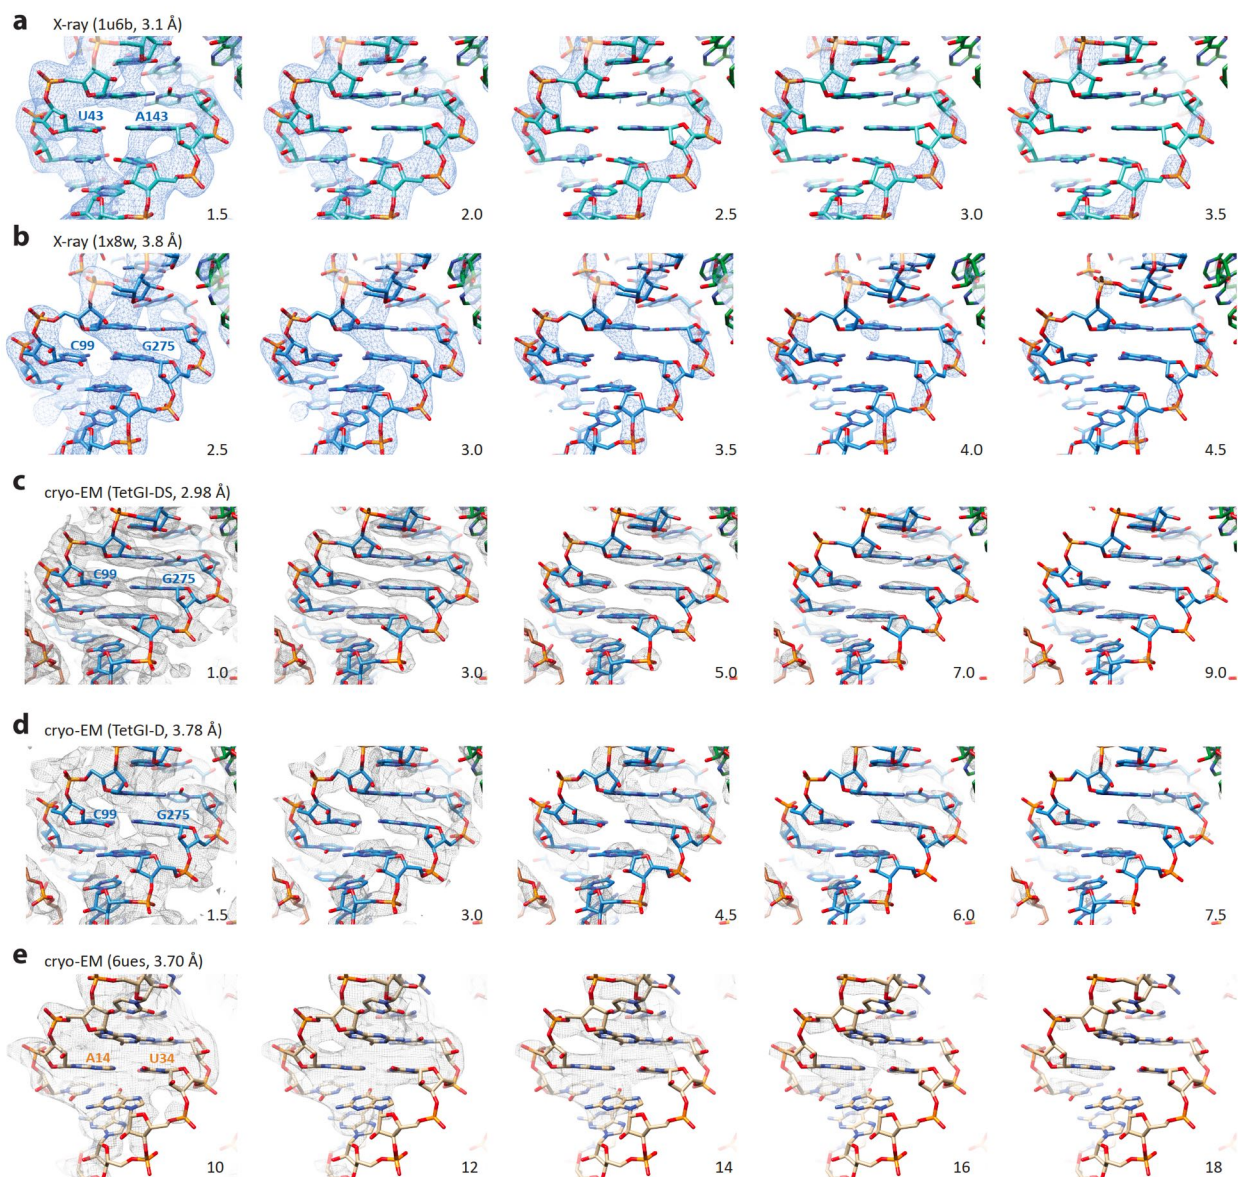 a X-ray (1u6b, 3.1 Å)
U43 A143
1.5 2.0 2.5 3.0 3.5
b X-ray (1x8w, 3.8 Å)
C99 G275
2.5 3.0 3.5 4.0 4.5
c cryo-EM (TetGI-DS, 2.98 Å)
C99 G275
1.0 3.0 5.0 7.0 9.0
d cryo-EM (TetGI-D, 3.78 Å)
C99 G275
1.5 3.0 4.5 6.0 7.5
e cryo-EM (6ues, 3.70 Å)
A14 U34
10 12 14 16 18